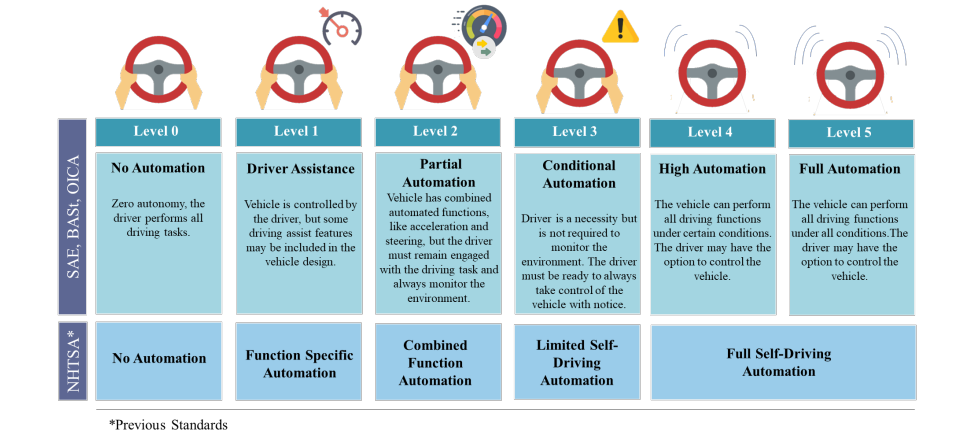 Level 0
Level 1
Level 2
Level 3
Level 4
Level 5
SAE, BASt, OICA
No Automation
Zero autonomy, the
driver performs all
driving tasks.
Driver Assistance
Vehicle is controlled by
the driver, but some
driving assist features
may be included in the
vehicle design.
Partial
Automation
Vehicle has combined
automated functions,
like acceleration and
steering, but the driver
must remain engaged
with the driving task and
always monitor the
environment.
Conditional
Automation
Driver is a necessity but
is not required to
monitor the
environment. The driver
must be ready to always
take control of the
vehicle with notice.
High Automation
The vehicle can perform
all driving functions
under certain conditions.
The driver may have the
option to control the
vehicle.
Full Automation
The vehicle can perform
all driving functions
under all conditions.The
driver may have the
option to control the
vehicle.
NHTSA*
No Automation
Function Specific
Automation
Combined
Function
Automation
Limited Self-
Driving
Automation
Full Self-Driving
Automation
*Previous Standards